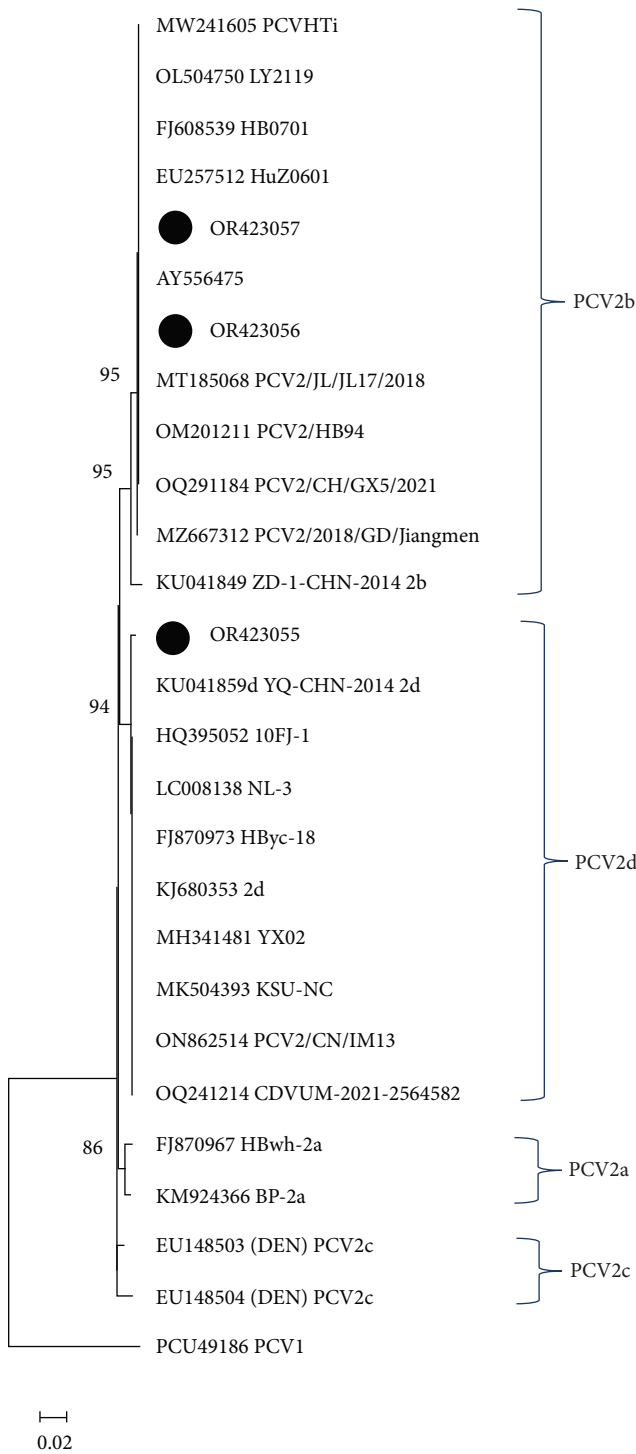 MW241605 PCVHTi
OL504750 LY2119
FJ608539 HB0701
EU257512 HuZ0601
OR423057
AY556475
OR423056
95
MT185068 PCV2/JL/JL17/2018
OM201211 PCV2/HB94
95
OQ291184 PCV2/CH/GX5/2021
MZ667312 PCV2/2018/GD/Jiangmen
KU041849 ZD-1-CHN-2014 2b
PCV2b
OR423055
KU041859d YQ-CHN-2014 2d
94
HQ395052 10FJ-1
LC008138 NL-3
FJ870973 HByc-18
KJ680353 2d
MH341481 YX02
MK504393 KSU-NC
ON862514 PCV2/CN/IM13
OQ241214 CDVUM-2021-2564582
PCV2d
86
FJ870967 HBwh-2a
KM924366 BP-2a
PCV2a
EU148503 (DEN) PCV2c
EU148504 (DEN) PCV2c
PCV2c
PCU49186 PCV1
0.02